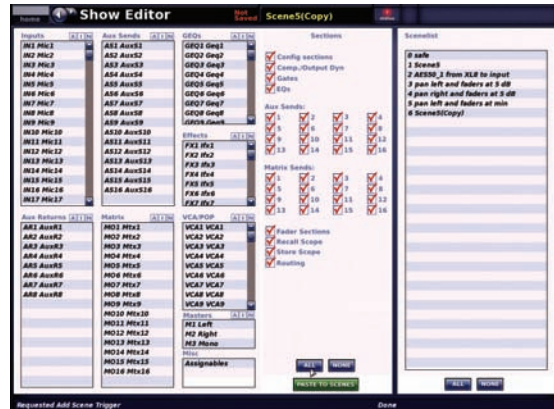 home
Show Editor
Not Saved
Scene5(Copy)
Inputs A I N
IN1 Mic1
IN2 Mic2
IN3 Mic3
IN4 Mic4
IN5 Mic5
IN6 Mic6
IN7 Mic7
IN8 Mic8
IN9 Mic9
IN10 Mic10
IN11 Mic11
IN12 Mic12
IN13 Mic13
IN14 Mic14
IN15 Mic15
IN16 Mic16
IN17 Mic17
Aux Sends A I N
AS1 AuxS1
AS2 AuxS2
AS3 AuxS3
AS4 AuxS4
AS5 AuxS5
AS6 AuxS6
AS7 AuxS7
AS8 AuxS8
AS9 AuxS9
AS10 AuxS10
AS11 AuxS11
AS12 AuxS12
AS13 AuxS13
AS14 AuxS14
AS15 AuxS15
AS16 AuxS16
GEQs A I N
GEQ1 Geq1
GEQ2 Geq2
GEQ3 Geq3
GEQ4 Geq4
GEQ5 Geq5
GEQ6 Geq6
GEQ7 Geq7
GEQ8 Geq8
GEQ9 Geq9
Effects A I N
FX1 Ifx1
FX2 Ifx2
FX3 Ifx3
FX4 Ifx4
FX5 Ifx5
FX6 Ifx6
FX7 Ifx7
Aux Returns A I N
AR1 AuxR1
AR2 AuxR2
AR3 AuxR3
AR4 AuxR4
AR5 AuxR5
AR6 AuxR6
AR7 AuxR7
AR8 AuxR8
Matrix A I N
MO1 Mtx1
MO2 Mtx2
MO3 Mtx3
MO4 Mtx4
MO5 Mtx5
MO6 Mtx6
MO7 Mtx7
MO8 Mtx8
MO9 Mtx9
MO10 Mtx10
MO11 Mtx11
MO12 Mtx12
MO13 Mtx13
MO14 Mtx14
MO15 Mtx15
MO16 Mtx16
VCA/POP A I N
VCA1 VCA1
VCA2 VCA2
VCA3 VCA3
VCA4 VCA4
VCA5 VCA5
VCA6 VCA6
VCA7 VCA7
VCA8 VCA8
VCA9 VCA9
Masters A I N
M1 Left
M2 Right
M3 Mono
Misc
Assignables
Sections
Config sections
Comp./Output Dyn
Gates
EQs
Aux Sends:
1 2 3 4
5 6 7 8
9 10 11 12
13 14 15 16
Matrix Sends:
1 2 3 4
5 6 7 8
9 10 11 12
13 14 15 16
Fader Sections
Recall Scope
Store Scope
Routing
ALL NONE
PASTE TO SCENES
Scenelist
0 safe
1 Scene5
2 AES50_1 from XL8 to input
3 pan left and faders at 5 dB
4 pan right and faders at 5 dB
5 pan left and faders at min
6 Scene5(Copy)
ALL NONE
Requested Add Scene Trigger
Done